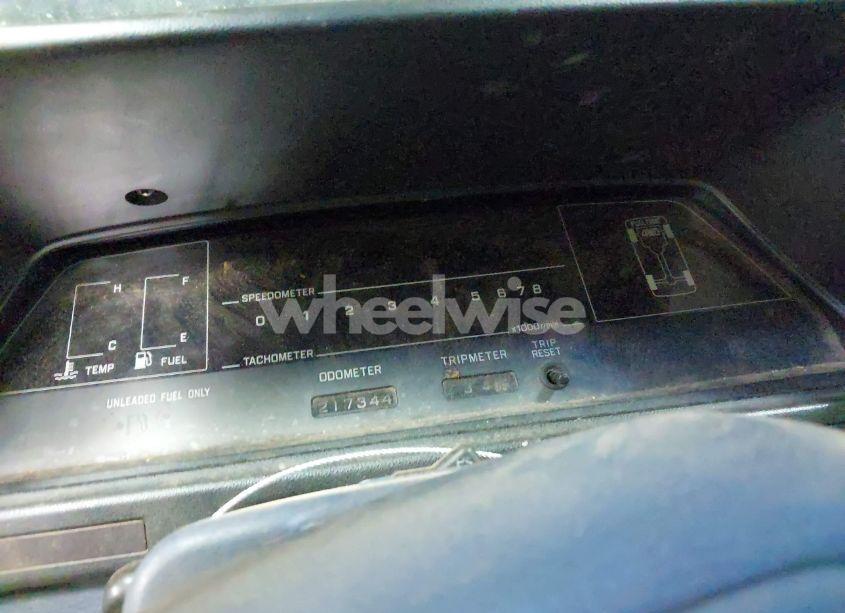 H
F
SPEEDOMETER
0 1 2 3 4 5 6 7 8
x1000r/min
C
E
TEMP
FUEL
TACHOMETER
ODOMETER
TRIPMETER
TRIP
RESET
UNLEADED FUEL ONLY
217344
wheelwise